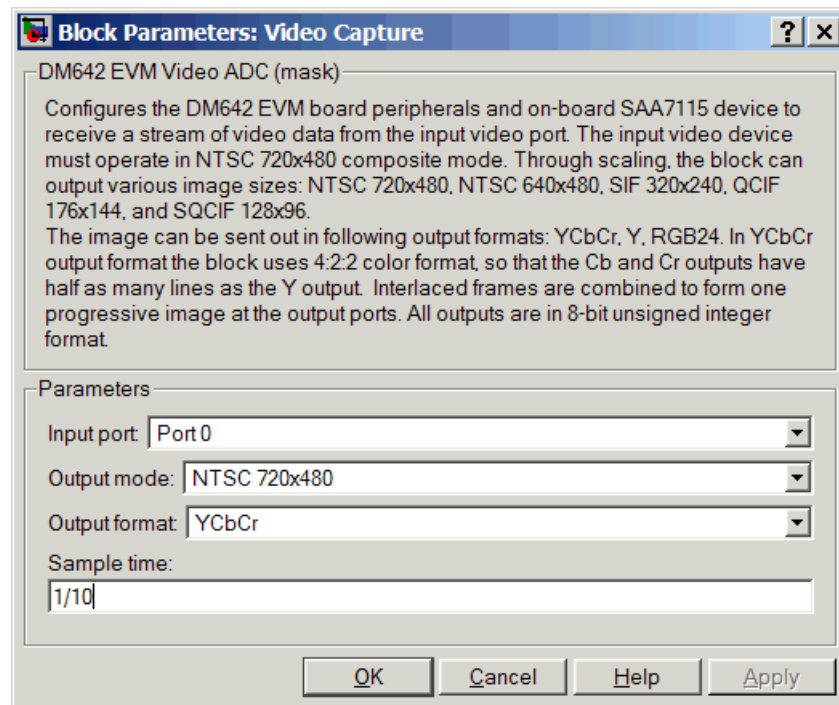 Block Parameters: Video Capture
DM642 EVM Video ADC (mask)
Configures the DM642 EVM board peripherals and on-board SAA7115 device to
receive a stream of video data from the input video port. The input video device
must operate in NTSC 720x480 composite mode. Through scaling, the block can
output various image sizes: NTSC 720x480, NTSC 640x480, SIF 320x240, QCIF
176x144, and SQCIF 128x96.
The image can be sent out in following output formats: YCbCr, Y, RGB24. In YCbCr
output format the block uses 4:2:2 color format, so that the Cb and Cr outputs have
half as many lines as the Y output. Interlaced frames are combined to form one
progressive image at the output ports. All outputs are in 8-bit unsigned integer
format.
Parameters
Input port: Port 0
Output mode: NTSC 720x480
Output format: YCbCr
Sample time:
1/10
OK Cancel Help Apply